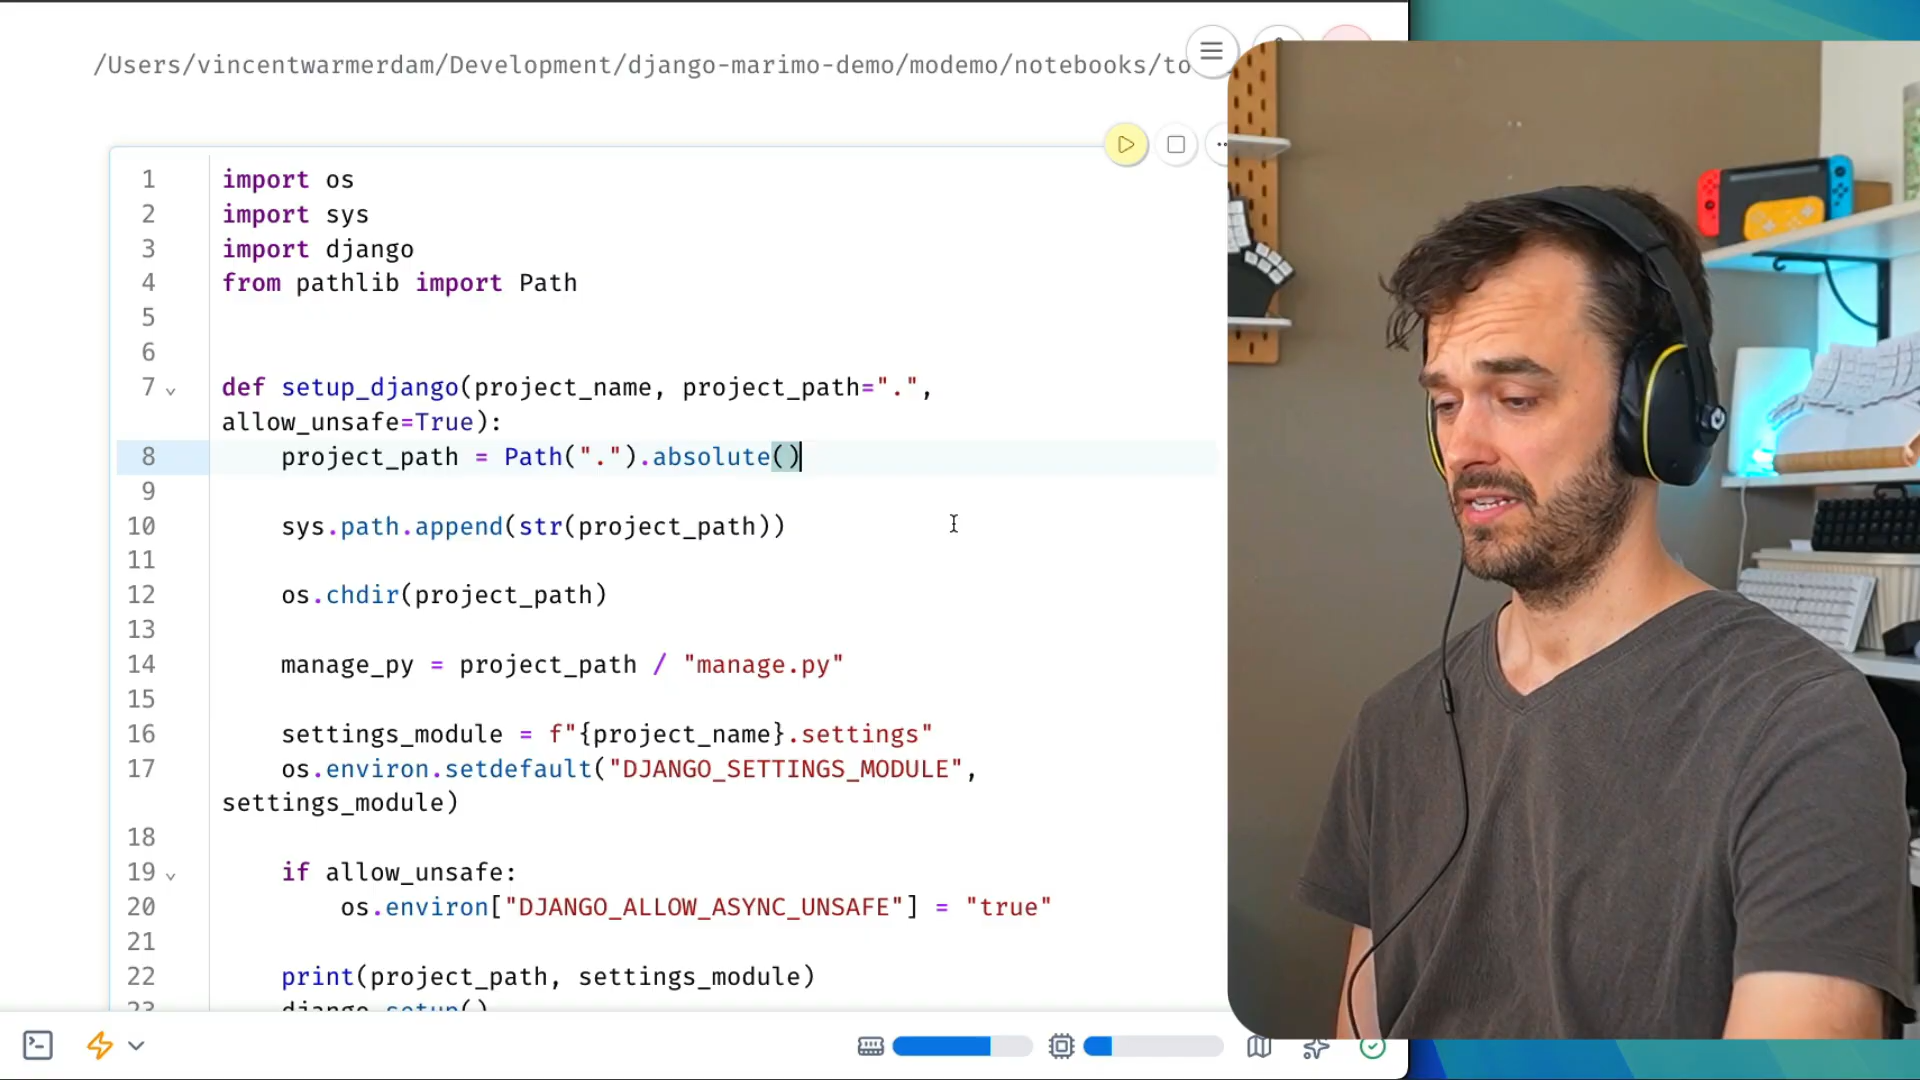 /Users/vincentwarmerdam/Development/django-marimo-demo/modemo/notebooks/to
1 import os
2 import sys
3 import django
4 from pathlib import Path
5
6
7 def setup_django(project_name, project_path=".",
allow_unsafe=True):
8 project_path = Path(".").absolute()
9
10 sys.path.append(str(project_path))
11
12 os.chdir(project_path)
13
14 manage_py = project_path / "manage.py"
15
16 settings_module = f"{project_name}.settings"
17 os.environ.setdefault("DJANGO_SETTINGS_MODULE",
settings_module)
18
19 if allow_unsafe:
20 os.environ["DJANGO_ALLOW_ASYNC_UNSAFE"] = "true"
21
22 print(project_path, settings_module)
23 django.setup()